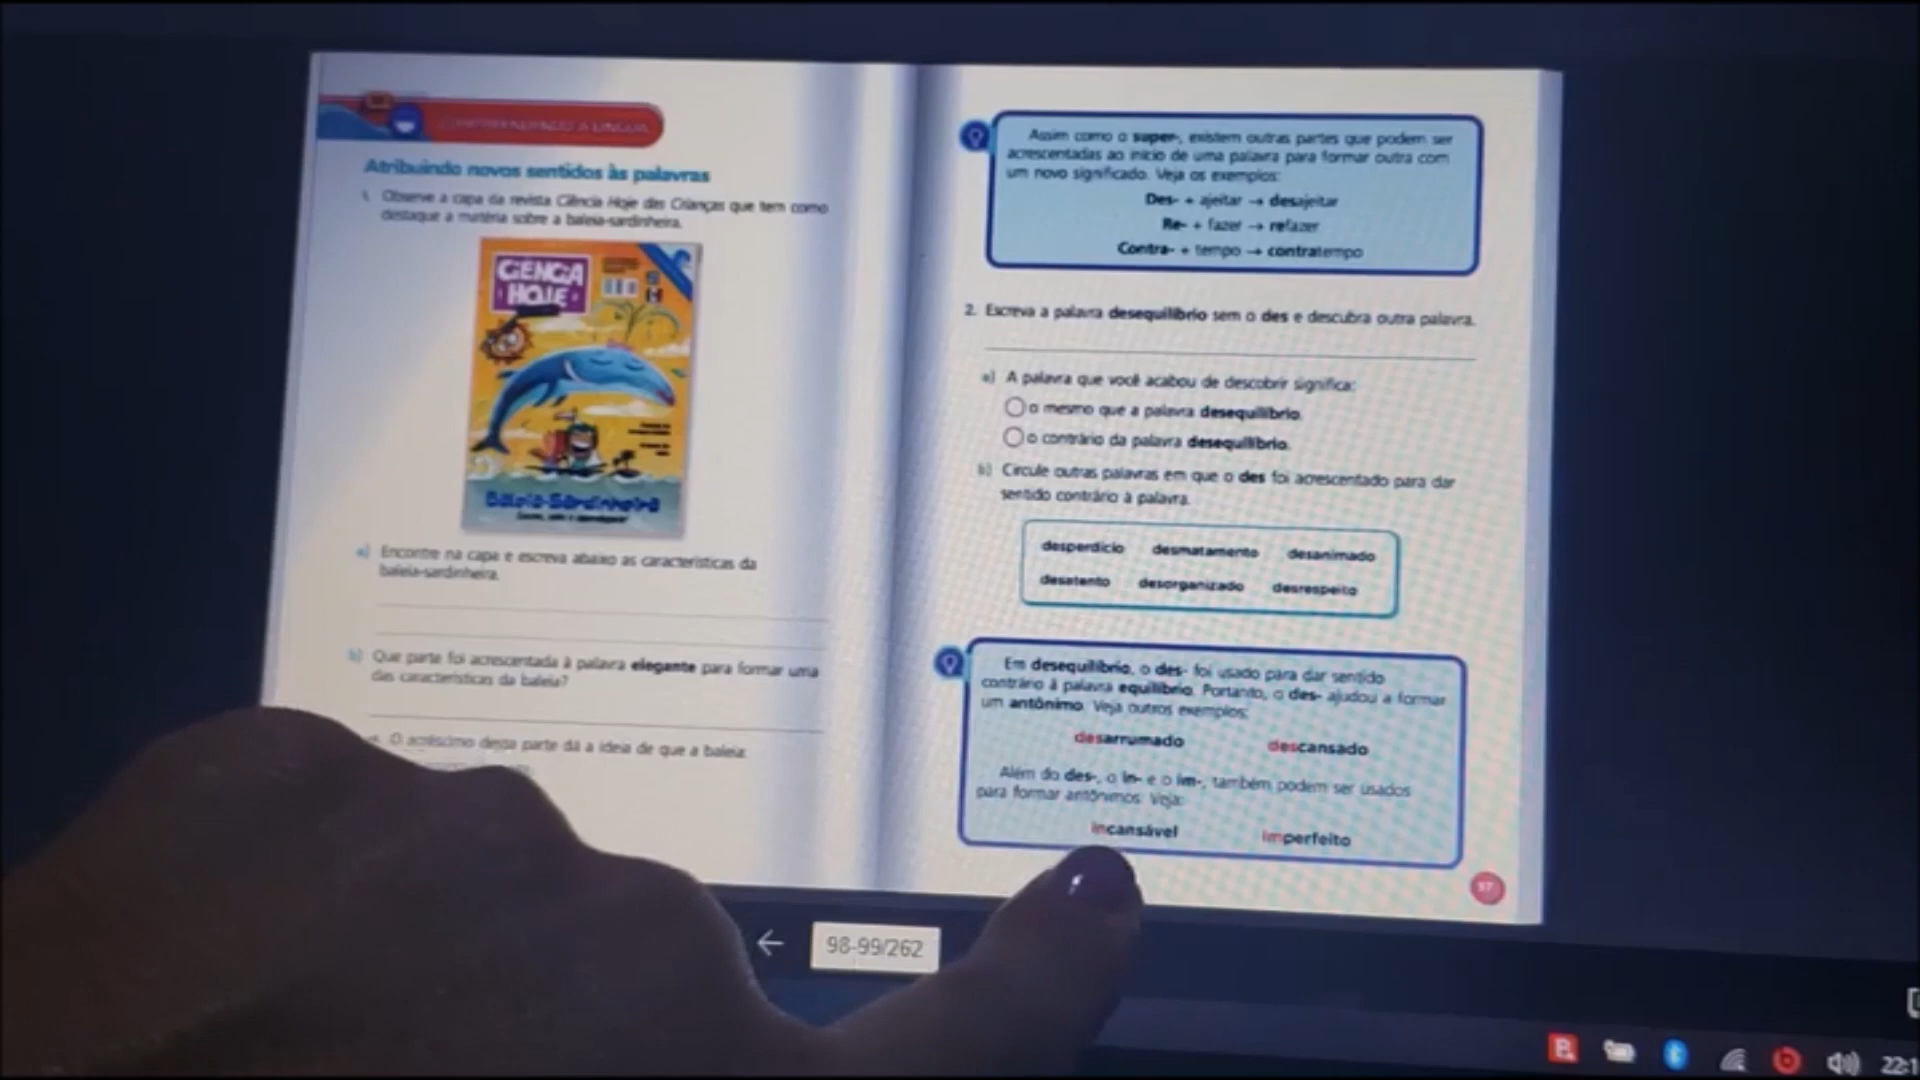 COMPREENDENDO A LÍNGUA
Atribuindo novos sentidos às palavras
1. Observe a capa da revista Ciência Hoje das Crianças que tem como
destaque a matéria sobre a baleia-sardinheira.
CIÊNCIA
HOJE
Baleia-Sardinheira
a) Encontre na capa e escreva abaixo as características da
baleia-sardinheira.
b) Que parte foi acrescentada à palavra elegante para formar uma
das características da baleia?
O acréscimo dessa parte dá a ideia de que a baleia:
Assim como o super-, existem outras partes que podem ser
acrescentadas ao início de uma palavra para formar outra com
um novo significado. Veja os exemplos:
Des- + ajeitar → desajeitar
Re- + fazer → refazer
Contra- + tempo → contratempo
2. Escreva a palavra desequilíbrio sem o des e descubra outra palavra.
a) A palavra que você acabou de descobrir significa:
o mesmo que a palavra desequilíbrio.
o contrário da palavra desequilíbrio.
b) Circule outras palavras em que o des foi acrescentado para dar
sentido contrário à palavra.
desperdício desmatamento desanimado
desatento desorganizado desrespeito
Em desequilíbrio, o des- foi usado para dar sentido
contrário à palavra equilíbrio. Portanto, o des- ajudou a formar
um antônimo. Veja outros exemplos:
desarrumado descansado
Além do des-, o in- e o im-, também podem ser usados
para formar antônimos. Veja:
incansável imperfeito
97
← 98-99/262
22:1